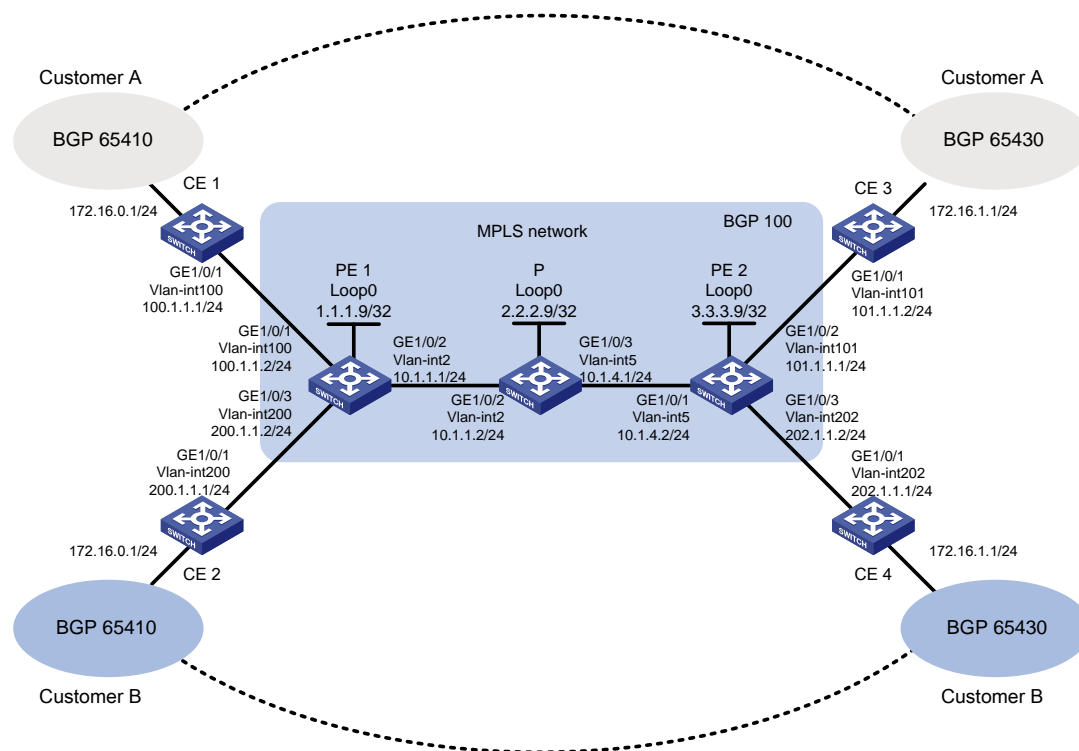 Customer A
BGP 65410
CE 1
172.16.0.1/24
SWITCH
GE1/0/1
Vlan-int100
100.1.1.1/24
Customer A
BGP 65430
CE 3
172.16.1.1/24
SWITCH
GE1/0/1
Vlan-int101
101.1.1.2/24
MPLS network
BGP 100
PE 1
Loop0
1.1.1.9/32
P
Loop0
2.2.2.9/32
PE 2
Loop0
3.3.3.9/32
GE1/0/1
Vlan-int100
100.1.1.2/24
GE1/0/2
Vlan-int2
10.1.1.1/24
GE1/0/3
Vlan-int5
10.1.4.1/24
GE1/0/2
Vlan-int101
101.1.1.1/24
SWITCH
SWITCH
SWITCH
GE1/0/3
Vlan-int200
200.1.1.2/24
GE1/0/2
Vlan-int2
10.1.1.2/24
GE1/0/1
Vlan-int5
10.1.4.2/24
GE1/0/3
Vlan-int202
202.1.1.2/24
GE1/0/1
Vlan-int200
200.1.1.1/24
GE1/0/1
Vlan-int202
202.1.1.1/24
SWITCH
SWITCH
172.16.0.1/24
CE 2
BGP 65410
Customer B
172.16.1.1/24
CE 4
BGP 65430
Customer B